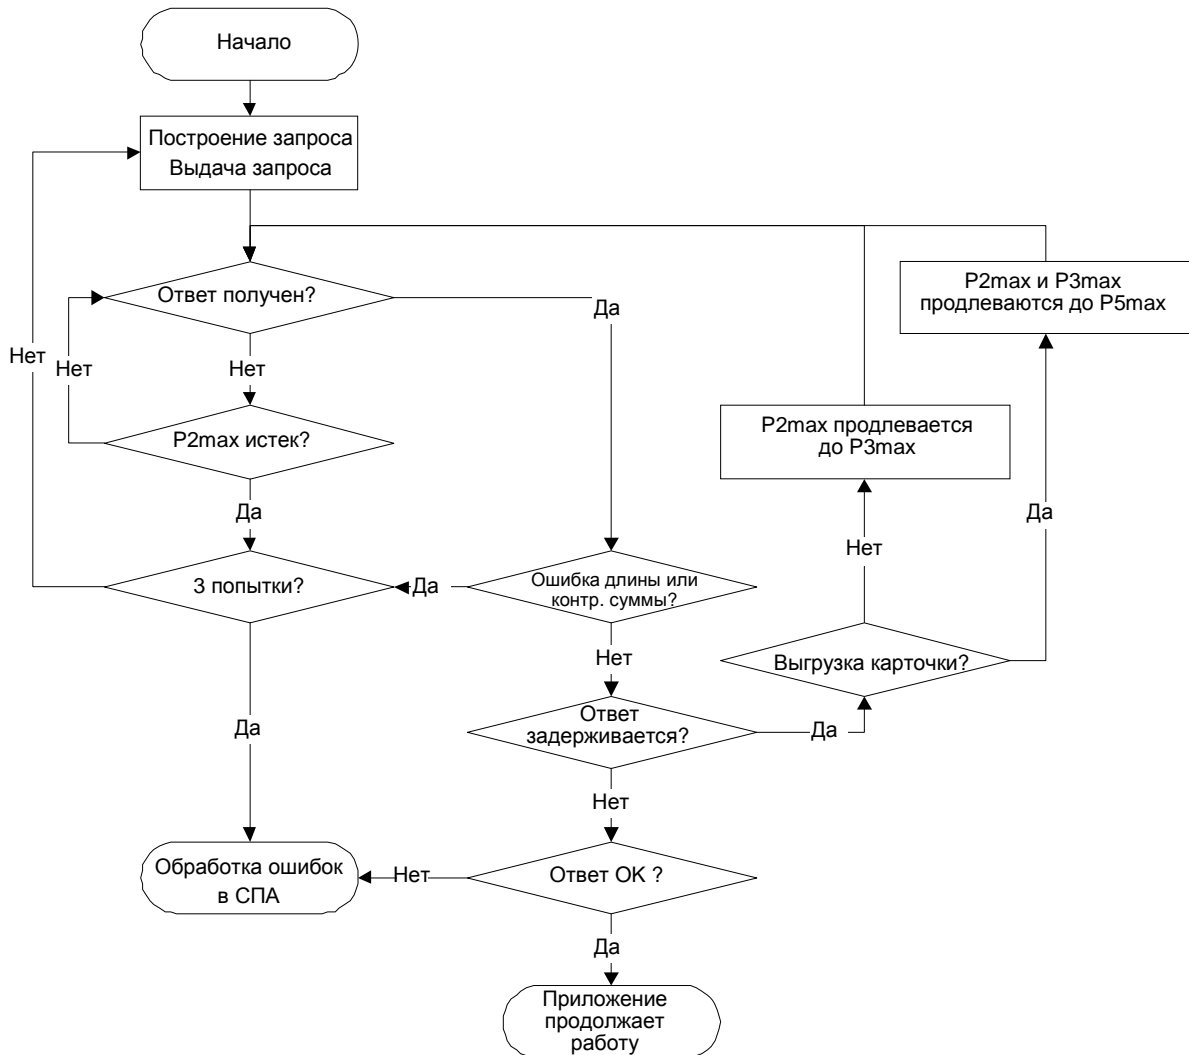 Начало
Построение запроса
Выдача запроса
Ответ получен?
Да
P2max и P3max
продлеваются до P5max
Нет
Нет
Нет
P2max истек?
P2max продлевается
до P3max
Да
Да
Нет
3 попытки?
Да
Ошибка длины или
контр. суммы?
Нет
Выгрузка карточки?
Да
Ответ
задерживается?
Да
Нет
Обработка ошибок
в СПА
Нет
Ответ OK ?
Да
Приложение
продолжает
работу